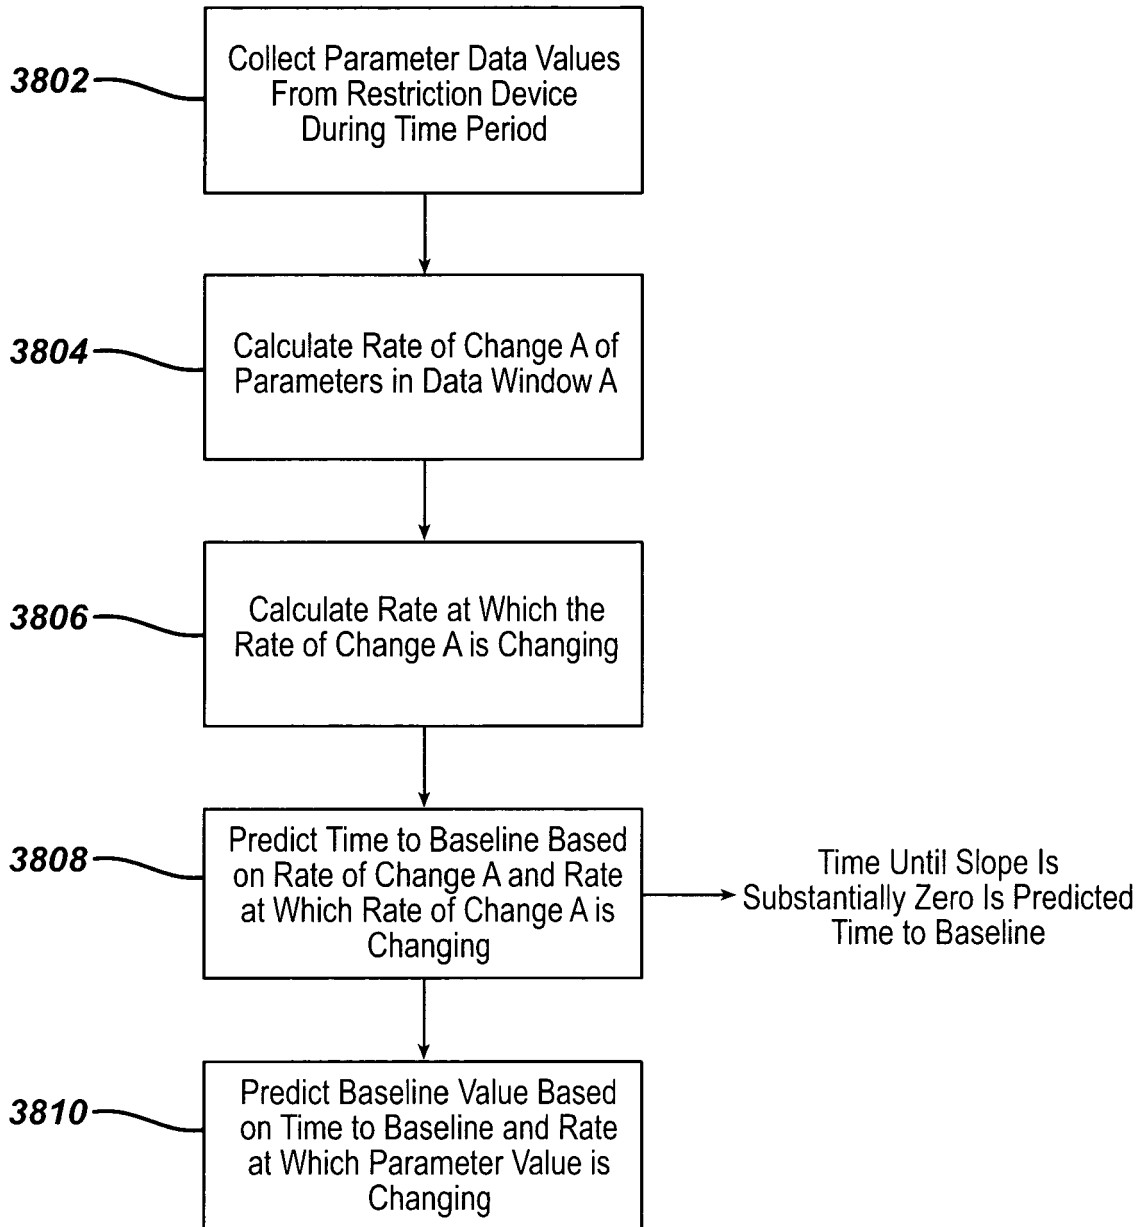 3802
Collect Parameter Data Values
From Restriction Device
During Time Period
3804
Calculate Rate of Change A of
Parameters in Data Window A
3806
Calculate Rate at Which the
Rate of Change A is Changing
3808
Predict Time to Baseline Based
on Rate of Change A and Rate
at Which Rate of Change A is
Changing
Time Until Slope Is
Substantially Zero Is Predicted
Time to Baseline
3810
Predict Baseline Value Based
on Time to Baseline and Rate
at Which Parameter Value is
Changing